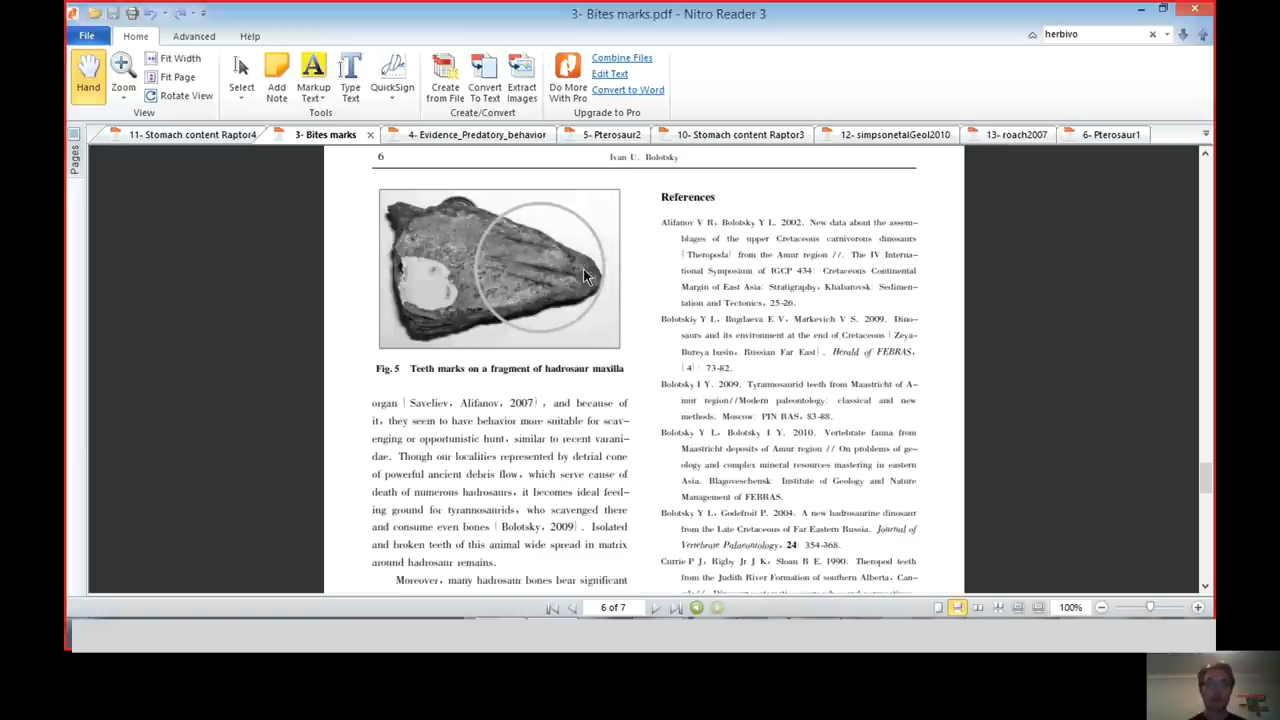 3- Bites marks.pdf - Nitro Reader 3
File Home Advanced Help
herbivo
Hand
Zoom
Fit Width
Fit Page
Rotate View
View
Select
Add Note
Markup Text
Type Text
QuickSign
Tools
Create from File
Convert To Text
Extract Images
Create/Convert
Do More With Pro
Combine Files
Edit Text
Convert to Word
Upgrade to Pro
11- Stomach content Raptor4
3- Bites marks
4- Evidence_Predatory_behavior
5- Pterosaur2
10- Stomach content Raptor3
12- simpsonetalGeol2010
13- roach2007
6- Pterosaur1
Pages
6
Ivan U. Bolotsky
Fig. 5 Teeth marks on a fragment of hadrosaur maxilla
organ ( Saveliev, Alifanov, 2007) , and because of
it, they seem to have behavior more suitable for scav-
enging or opportunistic hunt, similar to recent varani-
dae. Though our localities represented by detrial cone
of powerful ancient debris flow, which serve cause of
death of numerous hadrosaurs, it becomes ideal feed-
ing ground for tyrannosaurids, who scavenged there
and consume even bones ( Bolotsky, 2009) . Isolated
and broken teeth of this animal wide spread in matrix
around hadrosaur remains.
Moreover, many hadrosaur bones bear significant
References
Alifanov V R, Bolotsky Y L. 2002. New data about the assem-
blages of the upper Cretaceous carnivorous dinosaurs
( Theropoda) from the Amur region //. The IV Interna-
tional Symposium of IGCP 434: Cretaceous Continental
Margin of East Asia: Stratigraphy, Khabarovsk: Sedimen-
tation and Tectonics, 25-26.
Bolotskiy Y L, Bugdaeva E V, Markevich V S. 2009. Dino-
saurs and its environment at the end of Cretaceous ( Zeya-
Bureya basin, Russian Far East) . Herald of FEBRAS,
(4) : 73-82.
Bolotsky I Y. 2009. Tyrannosaurid teeth from Maastricht of A-
mur region//Modern paleontology: classical and new
methods. Moscow: PIN RAS, 83-88.
Bolotsky Y L, Bolotsky I Y. 2010. Vertebrate fauna from
Maastricht deposits of Amur region // On problems of ge-
ology and complex mineral resources mastering in eastern
Asia. Blagoveschensk: Institute of Geology and Nature
Management of FEBRAS.
Bolotsky Y L, Godefroit P. 2004. A new hadrosaurine dinosaur
from the Late Cretaceous of Far Eastern Russia. Journal of
Vertebrate Palaeontology, 24: 354-368.
Currie P J, Rigby Jr J K, Sloan R E. 1990. Theropod teeth
from the Judith River Formation of southern Alberta, Can-
6 of 7
100%